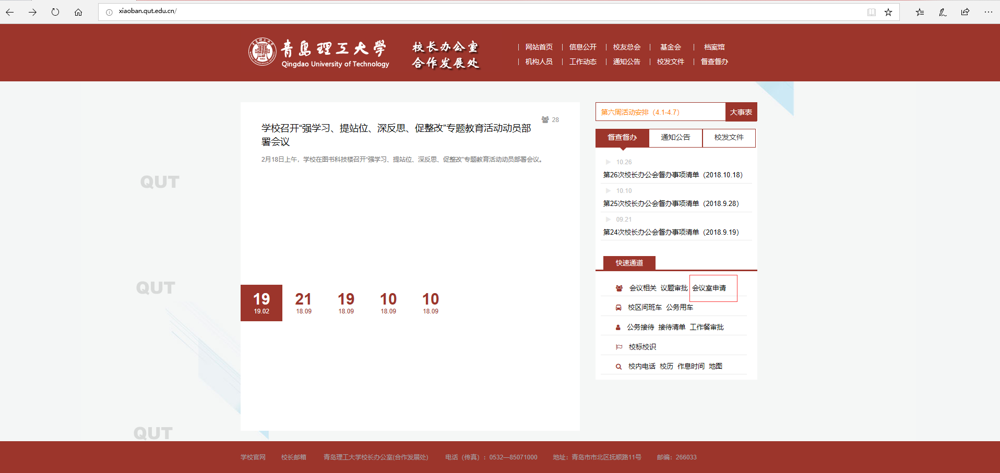 xiaoban.qut.edu.cn/
青岛理工大学
Qingdao University of Technology
校长办公室
合作发展处
网站首页 信息公开 校友总会 基金会 档案馆
机构人员 工作动态 通知公告 校发文件 督查督办
28
学校召开“强学习、提站位、深反思、促整改”专题教育活动动员部
署会议
2月18日上午，学校在图书科技楼召开“强学习、提站位、深反思、促整改”专题教育活动动员部署会议。
19 21 19 10 10
19.02 18.09 18.09 18.09 18.09
第六周活动安排（4.1-4.7） 大事表
督查督办 通知公告 校发文件
10.26
第26次校长办公会督办事项清单（2018.10.18）
10.10
第25次校长办公会督办事项清单（2018.9.28）
09.21
第24次校长办公会督办事项清单（2018.9.19）
快速通道
会议相关 议题审批 会议室申请
校区间班车 公务用车
公务接待 接待清单 工作餐审批
校标校识
校内电话 校历 作息时间 地图
QUT
QUT
QUT
学校官网 校长邮箱 青岛理工大学校长办公室(合作发展处) 电话（传真）：0532—85071000 地址：青岛市市北区抚顺路11号 邮编：266033